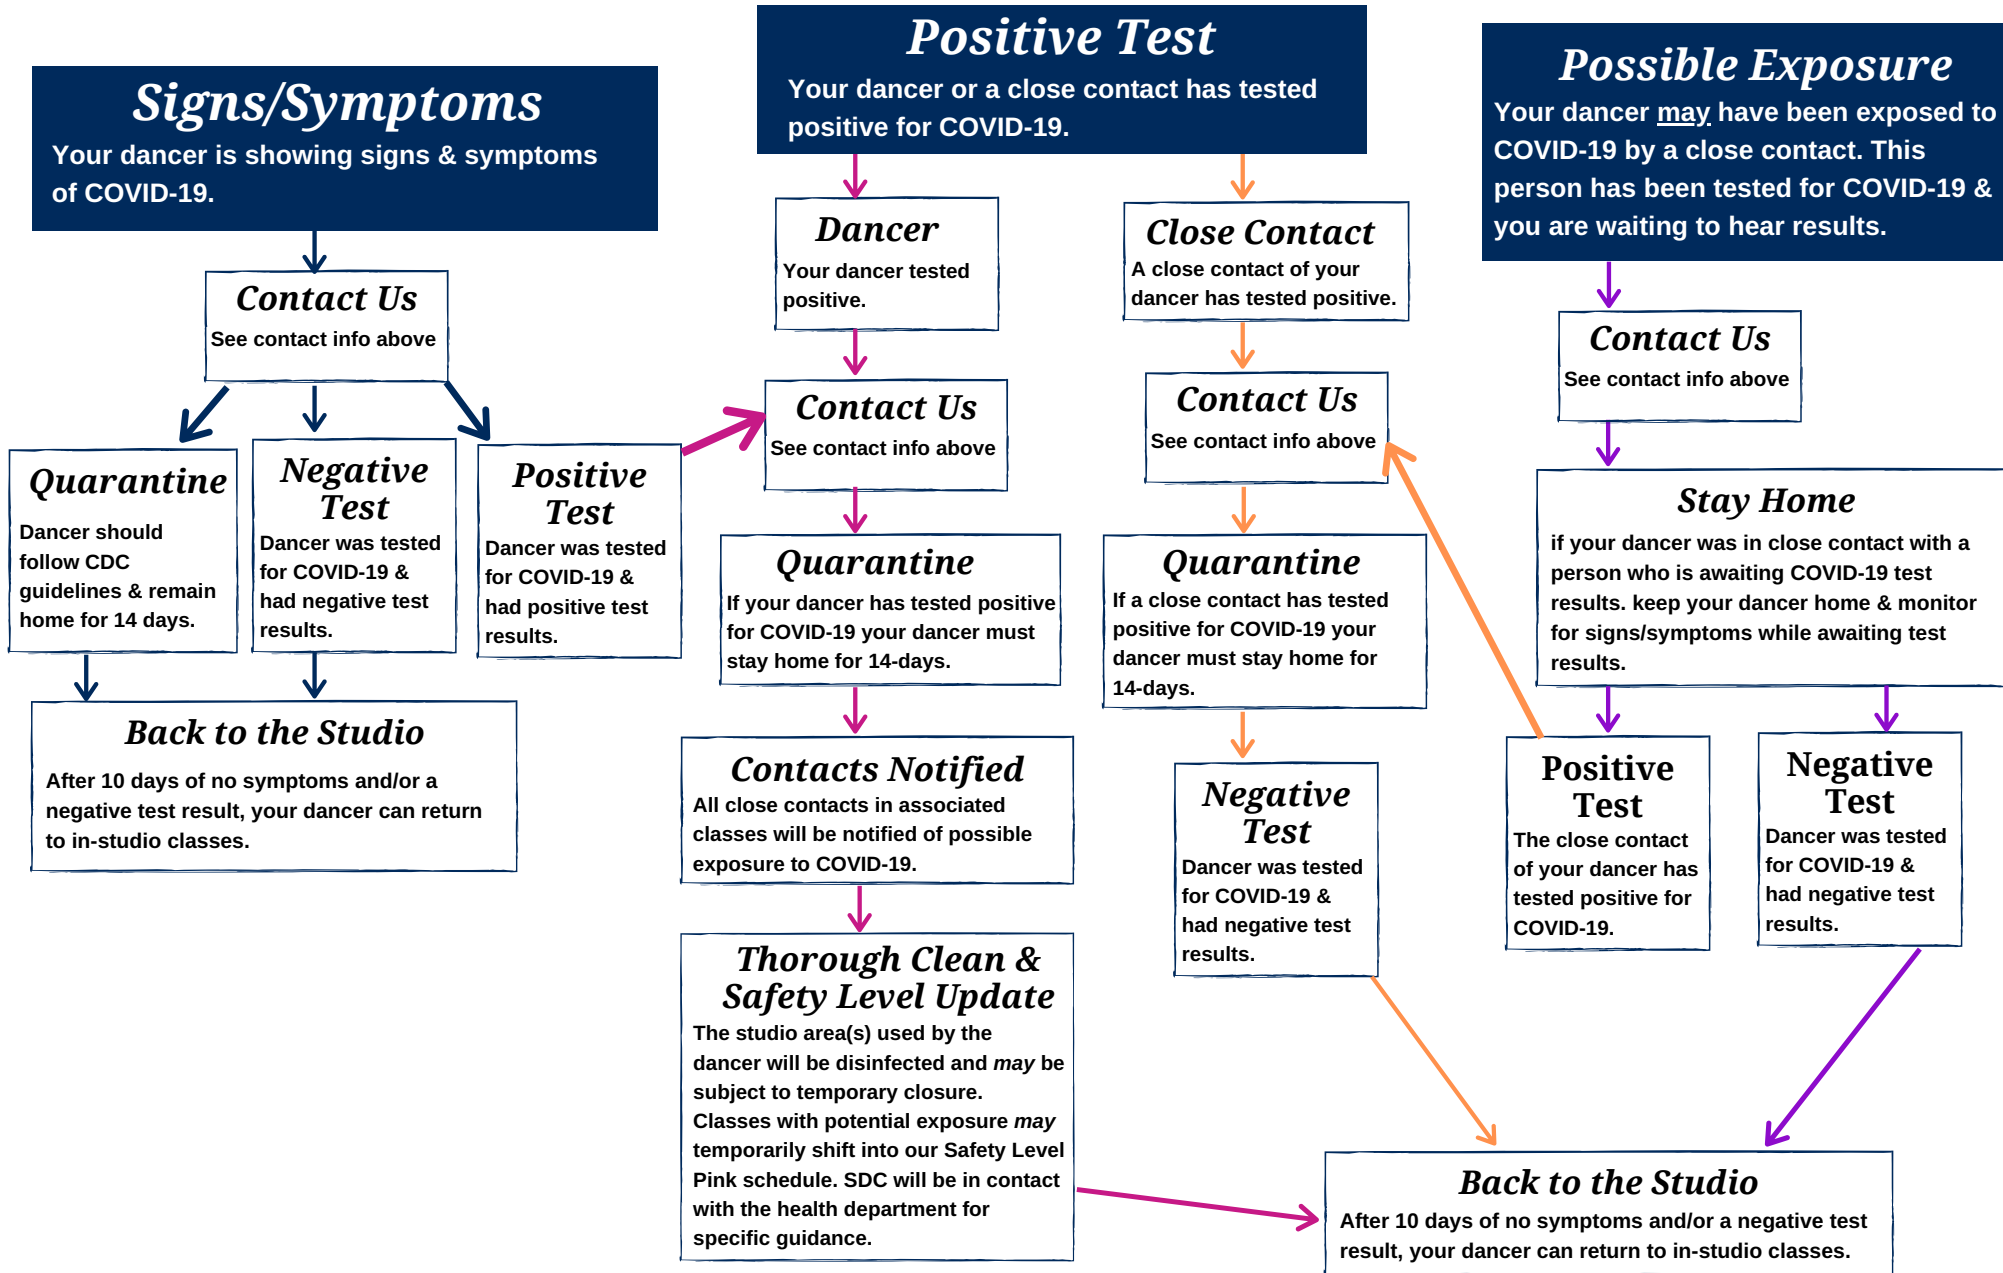 Signs/Symptoms
Your dancer is showing signs & symptoms
of COVID-19.
Contact Us
See contact info above
Quarantine
Dancer should
follow CDC
guidelines & remain
home for 14 days.
Negative
Test
Dancer was tested
for COVID-19 &
had negative test
results.
Positive
Test
Dancer was tested
for COVID-19 &
had positive test
results.
Back to the Studio
After 10 days of no symptoms and/or a
negative test result, your dancer can return
to in-studio classes.
Positive Test
Your dancer or a close contact has tested
positive for COVID-19.
Dancer
Your dancer tested
positive.
Contact Us
See contact info above
Quarantine
If your dancer has tested positive
for COVID-19 your dancer must
stay home for 14-days.
Contacts Notified
All close contacts in associated
classes will be notified of possible
exposure to COVID-19.
Thorough Clean &
Safety Level Update
The studio area(s) used by the
dancer will be disinfected and may be
subject to temporary closure.
Classes with potential exposure may
temporarily shift into our Safety Level
Pink schedule. SDC will be in contact
with the health department for
specific guidance.
Close Contact
A close contact of your
dancer has tested positive.
Contact Us
See contact info above
Quarantine
If a close contact has tested
positive for COVID-19 your
dancer must stay home for
14-days.
Negative
Test
Dancer was tested
for COVID-19 &
had negative test
results.
Possible Exposure
Your dancer may have been exposed to
COVID-19 by a close contact. This
person has been tested for COVID-19 &
you are waiting to hear results.
Contact Us
See contact info above
Stay Home
if your dancer was in close contact with a
person who is awaiting COVID-19 test
results. keep your dancer home & monitor
for signs/symptoms while awaiting test
results.
Positive
Test
The close contact
of your dancer has
tested positive for
COVID-19.
Negative
Test
Dancer was tested
for COVID-19 &
had negative test
results.
Back to the Studio
After 10 days of no symptoms and/or a negative test
result, your dancer can return to in-studio classes.